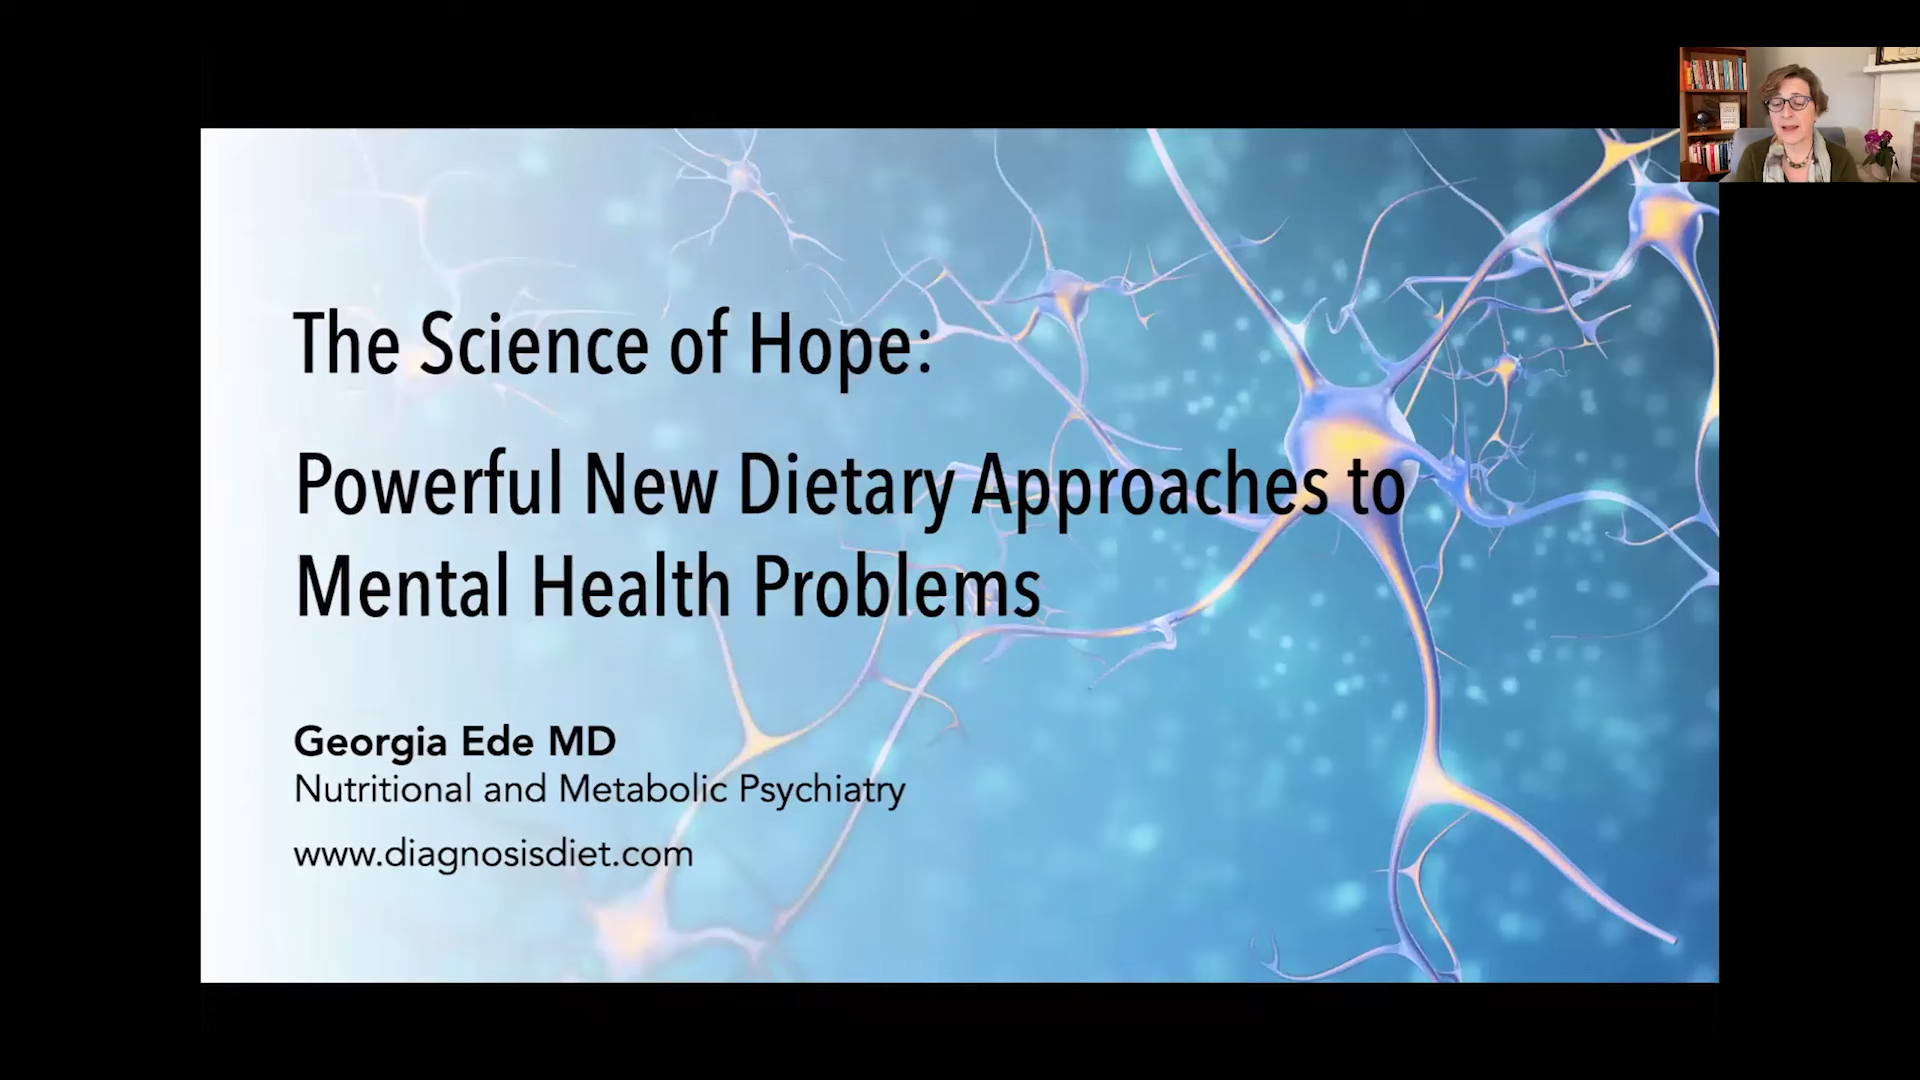 The Science of Hope:
Powerful New Dietary Approaches to
Mental Health Problems
Georgia Ede MD
Nutritional and Metabolic Psychiatry
www.diagnosisdiet.com